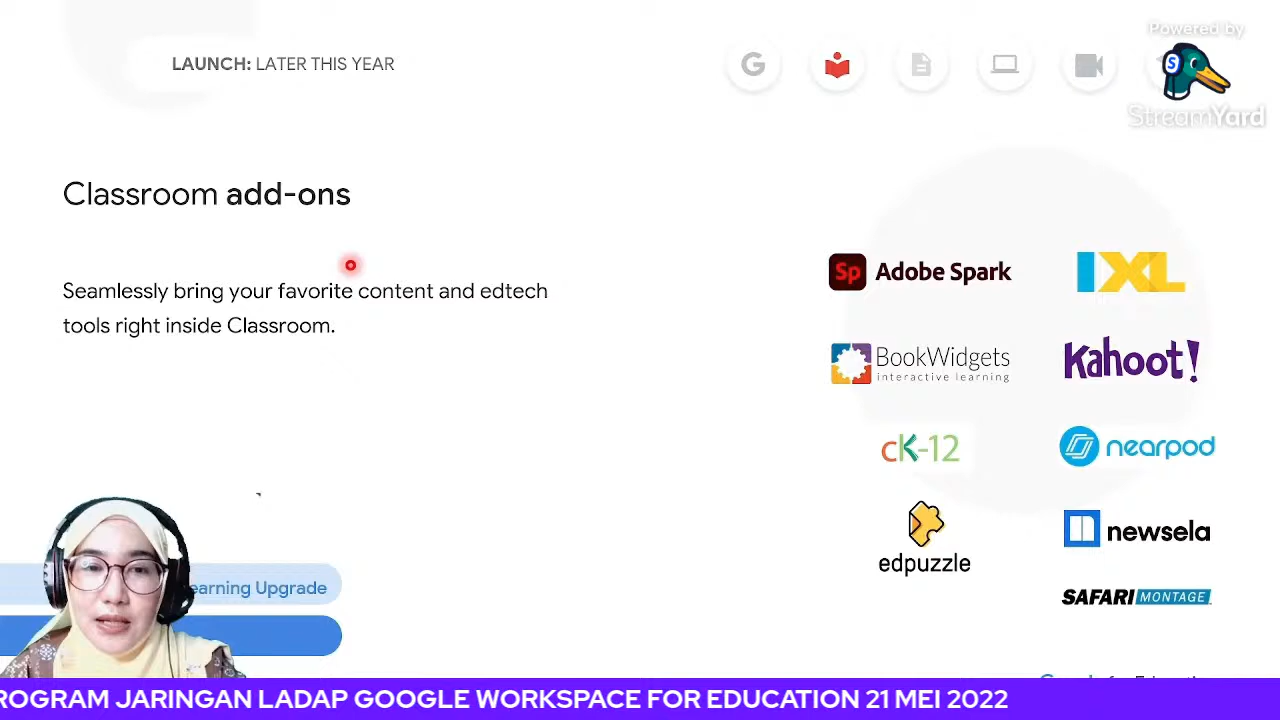 LAUNCH: LATER THIS YEAR
Powered by
StreamYard
Classroom add-ons
Seamlessly bring your favorite content and edtech
tools right inside Classroom.
Sp Adobe Spark
IXL
BookWidgets
interactive learning
Kahoot!
cK-12
nearpod
edpuzzle
newsela
SAFARI MONTAGE
earning Upgrade
ROGRAM JARINGAN LADAP GOOGLE WORKSPACE FOR EDUCATION 21 MEI 2022